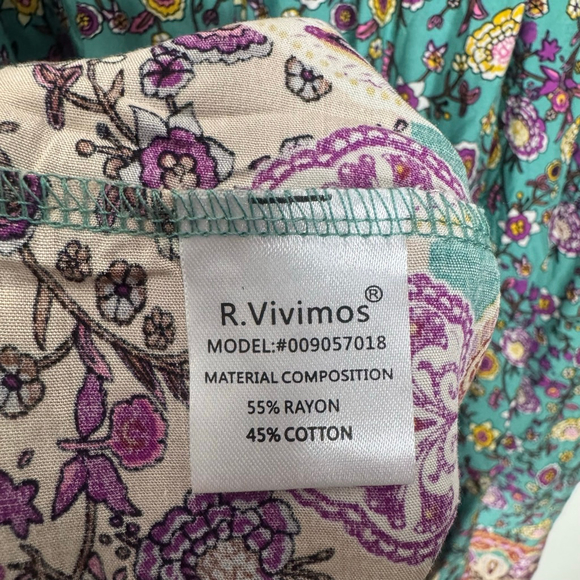 R.Vivimos®
MODEL:#009057018
MATERIAL COMPOSITION
55% RAYON
45% COTTON